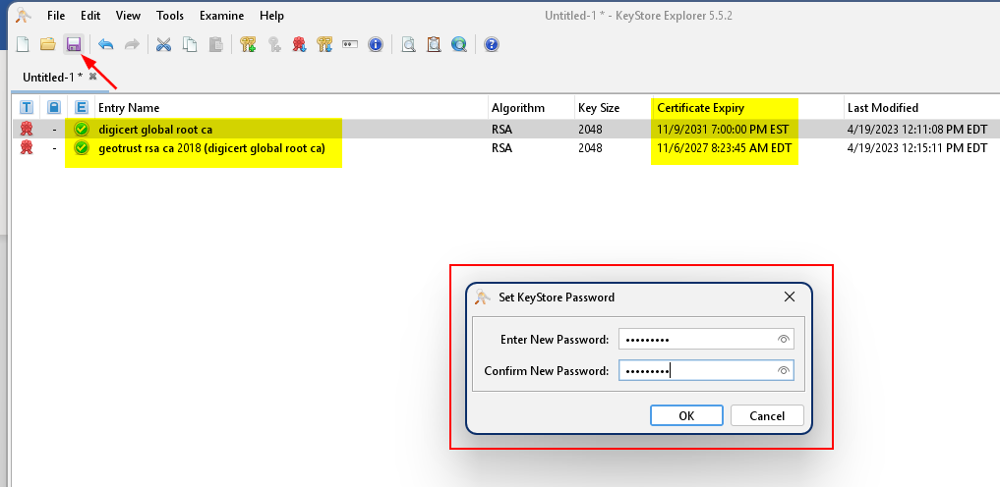 Untitled-1 * - KeyStore Explorer 5.5.2
File Edit View Tools Examine Help
Untitled-1 *
T E Entry Name Algorithm Key Size Certificate Expiry Last Modified
- digicert global root ca RSA 2048 11/9/2031 7:00:00 PM EST 4/19/2023 12:11:08 PM EDT
- geotrust rsa ca 2018 (digicert global root ca) RSA 2048 11/6/2027 8:23:45 AM EDT 4/19/2023 12:15:11 PM EDT
Set KeyStore Password
Enter New Password: •••••••••
Confirm New Password: •••••••••
OK Cancel